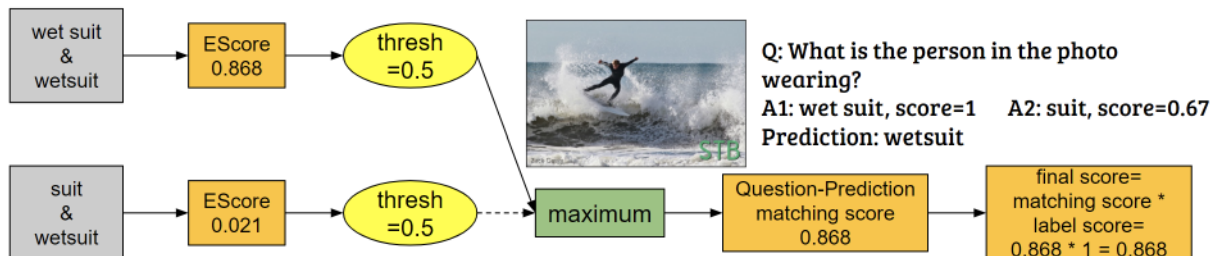 wet suit
&
wetsuit
EScore
0.868
thresh
=0.5
Q: What is the person in the photo
wearing?
A1: wet suit, score=1 A2: suit, score=0.67
Prediction: wetsuit
STB
suit
&
wetsuit
EScore
0.021
thresh
=0.5
maximum
Question-Prediction
matching score
0.868
final score=
matching score *
label score=
0.868 * 1 = 0.868